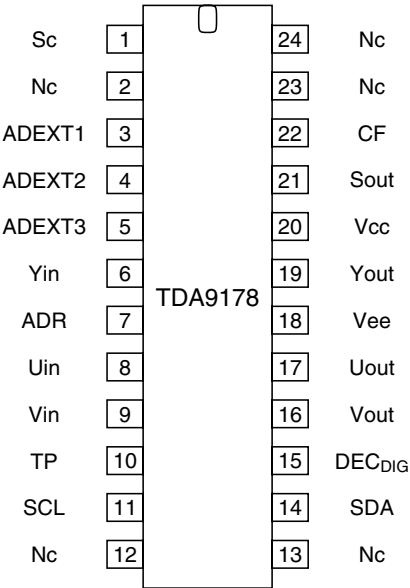 Sc 1 24 Nc
Nc 2 23 Nc
ADEXT1 3 22 CF
ADEXT2 4 21 Sout
ADEXT3 5 20 Vcc
Yin 6 19 Yout
TDA9178
ADR 7 18 Vee
Uin 8 17 Uout
Vin 9 16 Vout
TP 10 15 DECDIG
SCL 11 14 SDA
Nc 12 13 Nc